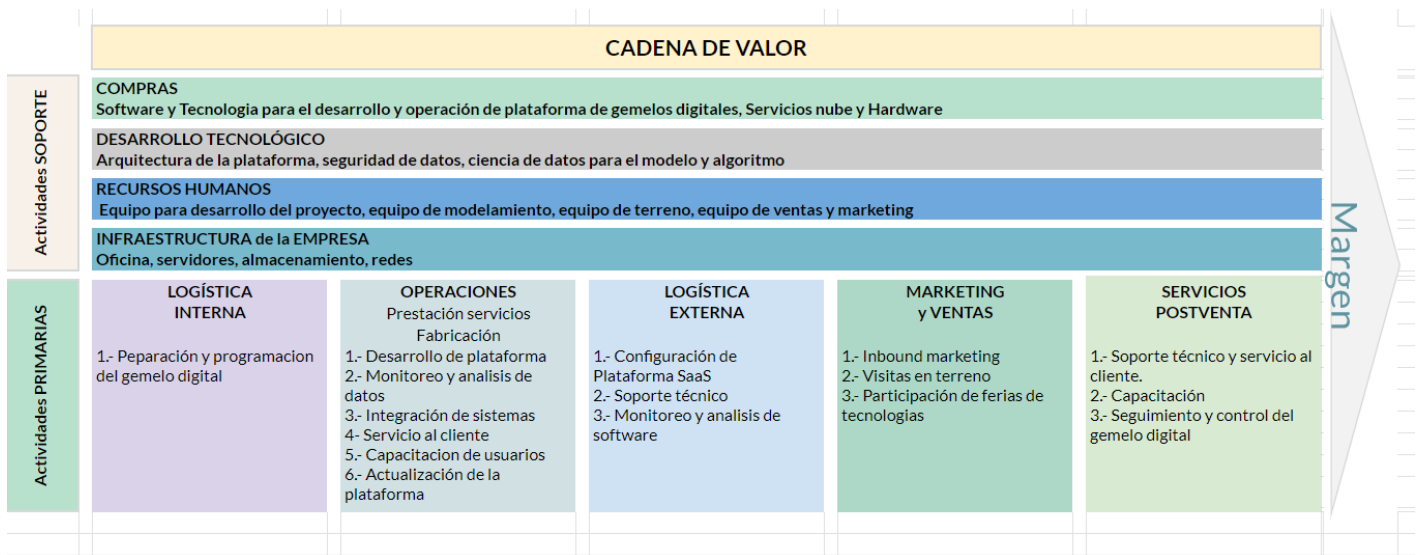 CADENA DE VALOR
Actividades SOPORTE
COMPRAS
Software y Tecnologia para el desarrollo y operación de plataforma de gemelos digitales, Servicios nube y Hardware
DESARROLLO TECNOLÓGICO
Arquitectura de la plataforma, seguridad de datos, ciencia de datos para el modelo y algoritmo
RECURSOS HUMANOS
Equipo para desarrollo del proyecto, equipo de modelamiento, equipo de terreno, equipo de ventas y marketing
INFRAESTRUCTURA de la EMPRESA
Oficina, servidores, almacenamiento, redes
Actividades PRIMARIAS
LOGÍSTICA
INTERNA
1.- Peparación y programacion
del gemelo digital
OPERACIONES
Prestación servicios
Fabricación
1.- Desarrollo de plataforma
2.- Monitoreo y analisis de
datos
3.- Integración de sistemas
4- Servicio al cliente
5.- Capacitacion de usuarios
6.- Actualización de la
plataforma
LOGÍSTICA
EXTERNA
1.- Configuración de
Plataforma SaaS
2.- Soporte técnico
3.- Monitoreo y analisis de
software
MARKETING
y VENTAS
1.- Inbound marketing
2.- Visitas en terreno
3.- Participación de ferias de
tecnologias
SERVICIOS
POSTVENTA
1.- Soporte técnico y servicio al
cliente.
2.- Capacitación
3.- Seguimiento y control del
gemelo digital
Margen